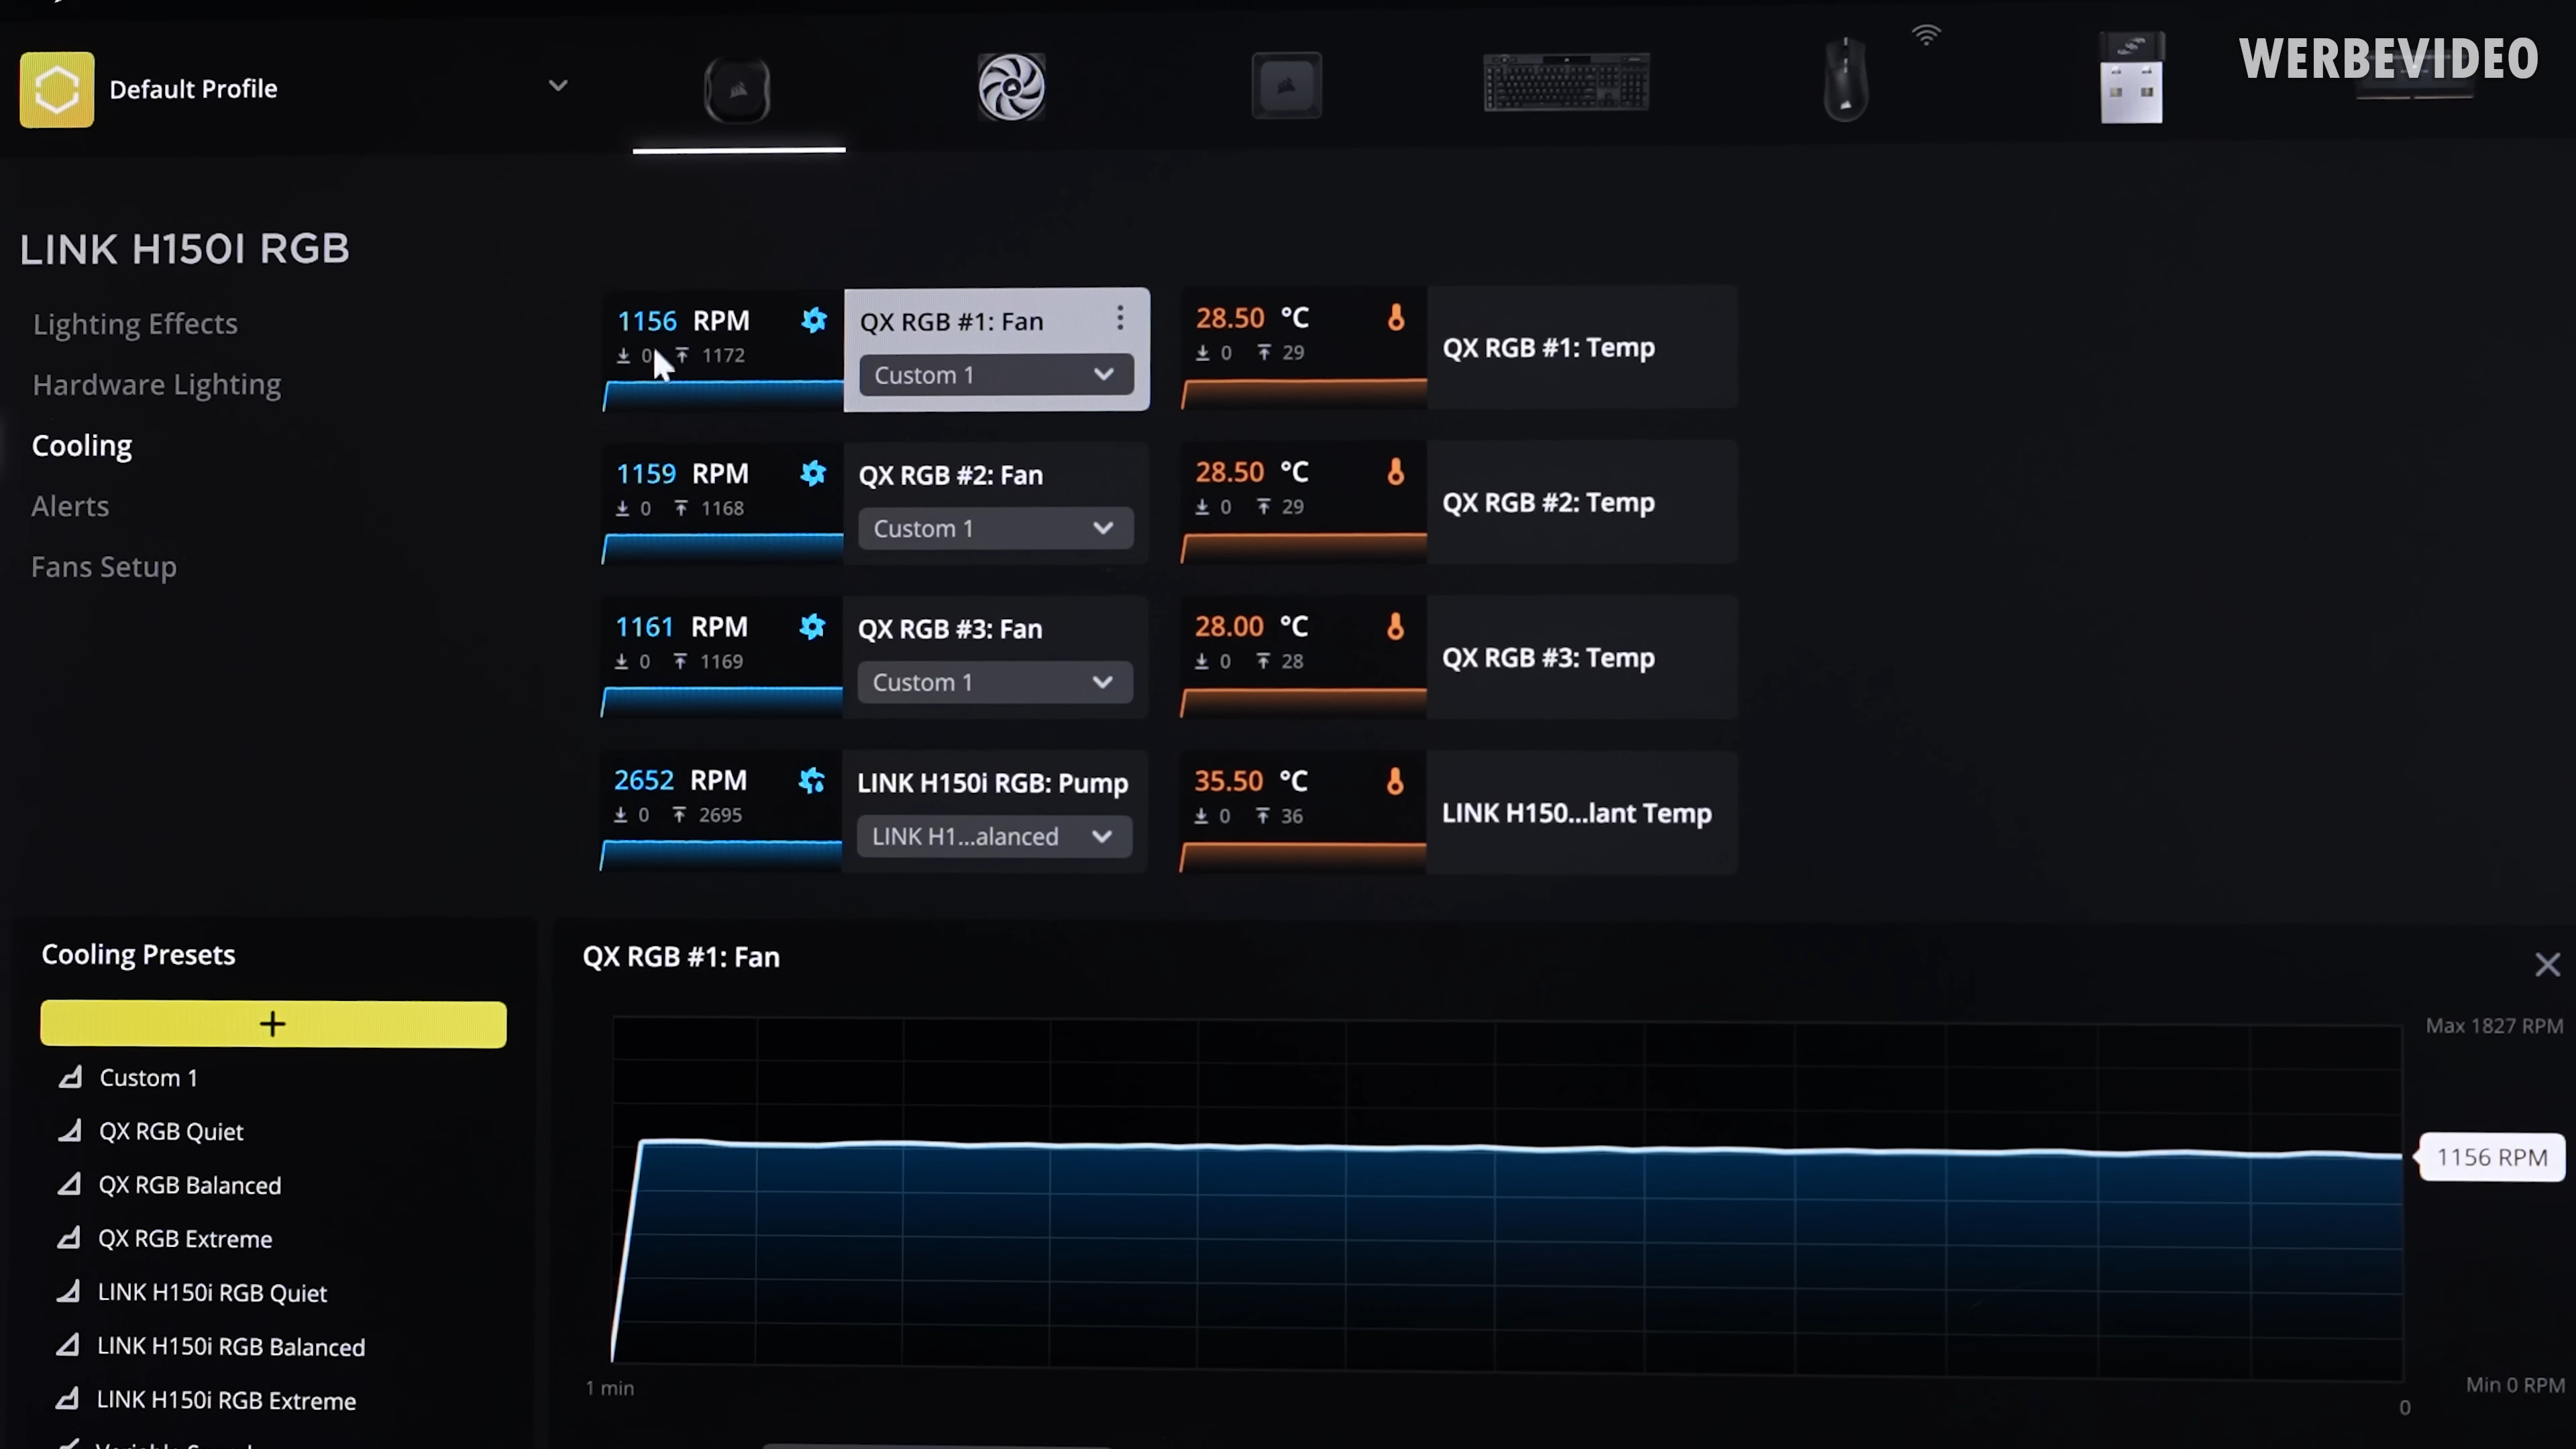 WERBEVIDEO
Default Profile
LINK H150I RGB
Lighting Effects
Hardware Lighting
Cooling
Alerts
Fans Setup
1156 RPM
0 1172
QX RGB #1: Fan
Custom 1
28.50 °C
0 29
QX RGB #1: Temp
1159 RPM
0 1168
QX RGB #2: Fan
Custom 1
28.50 °C
0 29
QX RGB #2: Temp
1161 RPM
0 1169
QX RGB #3: Fan
Custom 1
28.00 °C
0 28
QX RGB #3: Temp
2652 RPM
0 2695
LINK H150i RGB: Pump
LINK H1...alanced
35.50 °C
0 36
LINK H150...lant Temp
Cooling Presets
+
Custom 1
QX RGB Quiet
QX RGB Balanced
QX RGB Extreme
LINK H150i RGB Quiet
LINK H150i RGB Balanced
LINK H150i RGB Extreme
QX RGB #1: Fan
Max 1827 RPM
1156 RPM
Min 0 RPM
1 min
0